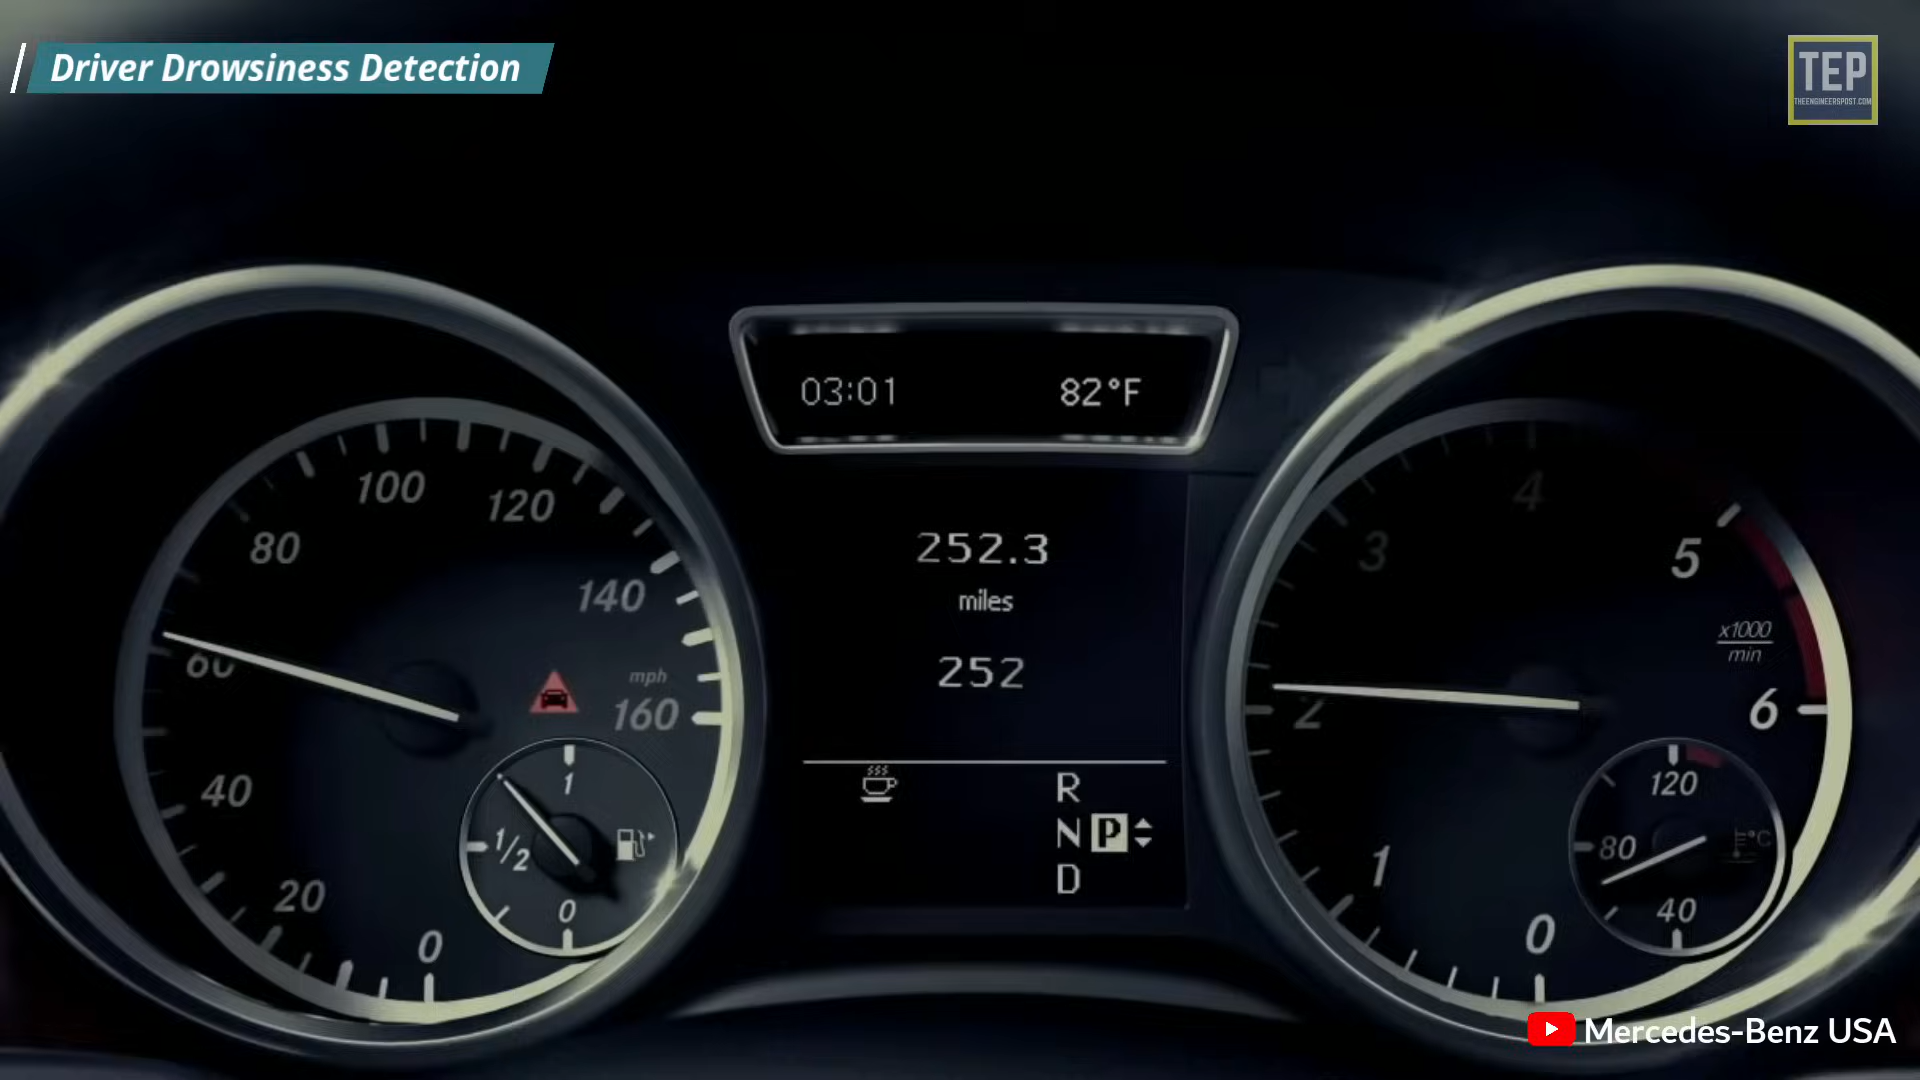 Driver Drowsiness Detection
TEP
THEENGINEERSPOST.COM
03:01 82°F
252.3
miles
252
R
N P
D
0
20
40
60
80
100
120
140
mph
160
1
1/2
0
0
1
2
3
4
5
x1000
min
6
120
80 °C
40
Mercedes-Benz USA